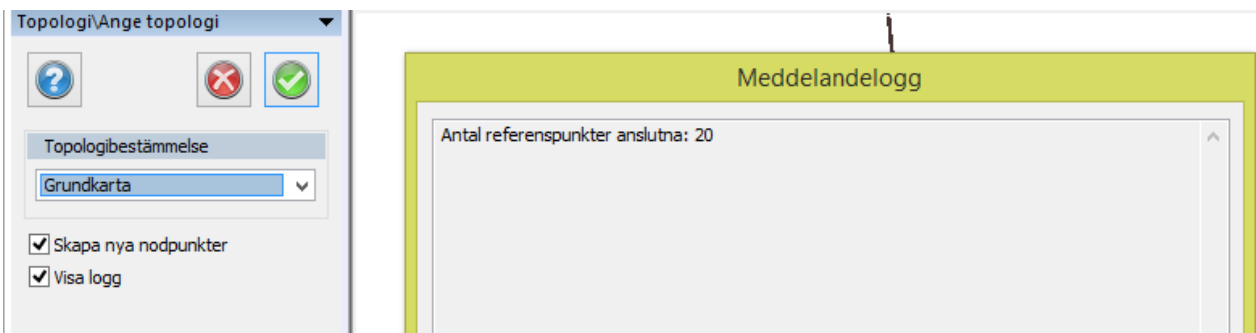 Topologi\Ange topologi
Topologibestämmelse
Grundkarta
Skapa nya nodpunkter
Visa logg
Meddelandelogg
Antal referenspunkter anslutna: 20